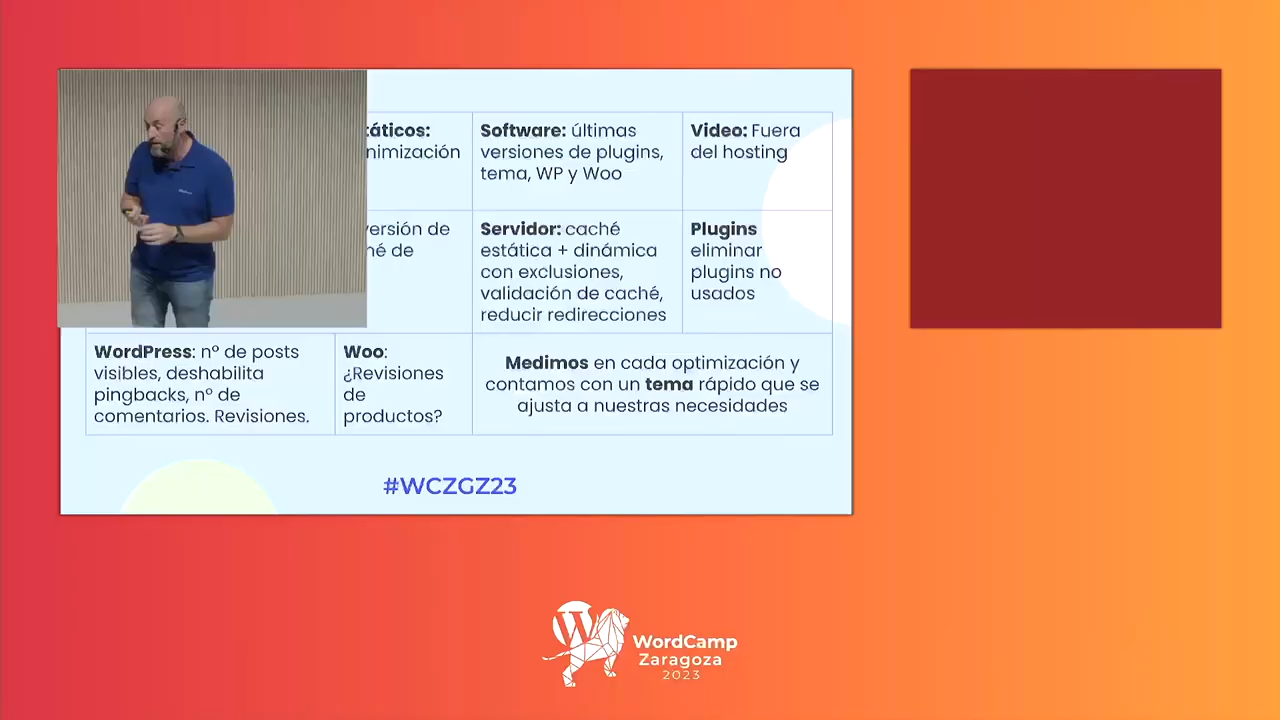 táticos:
nimización
Software: últimas
versiones de plugins,
tema, WP y Woo
Video: Fuera
del hosting
versión de
hé de
Servidor: caché
estática + dinámica
con exclusiones,
validación de caché,
reducir redirecciones
Plugins
eliminar
plugins no
usados
WordPress: nº de posts
visibles, deshabilita
pingbacks, nº de
comentarios. Revisiones.
Woo:
¿Revisiones
de
productos?
Medimos en cada optimización y
contamos con un tema rápido que se
ajusta a nuestras necesidades
#WCZGZ23
WordCamp
Zaragoza
2023